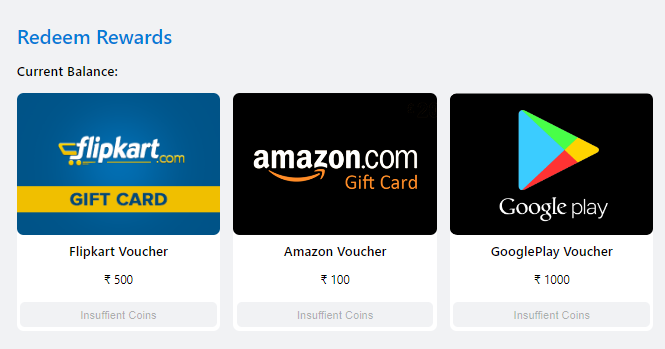 Redeem Rewards
Current Balance:
flipkart.com
GIFT CARD
amazon.com
Gift Card
Google play
Flipkart Voucher
Amazon Voucher
GooglePlay Voucher
₹ 500
₹ 100
₹ 1000
Insuffient Coins
Insuffient Coins
Insuffient Coins